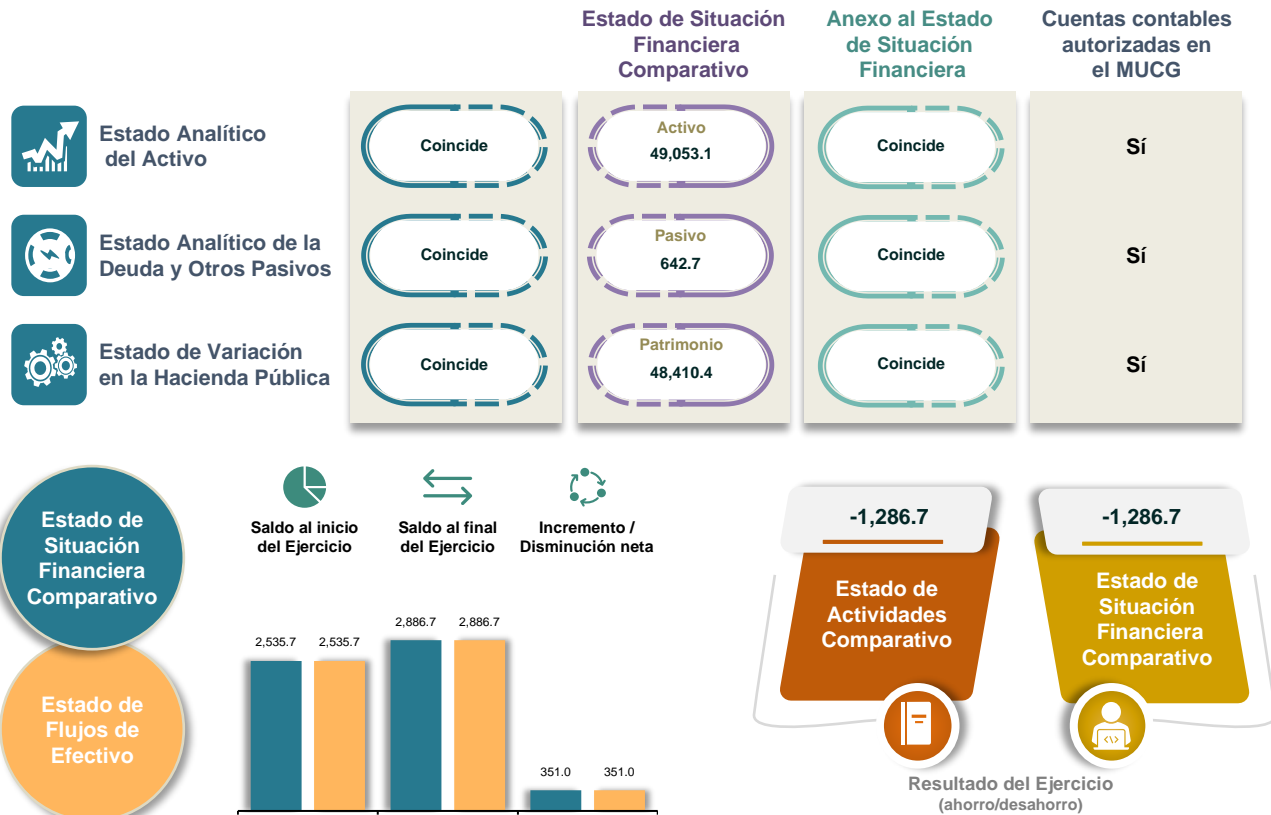 Estado de Situación
Financiera
Comparativo
Anexo al Estado
de Situación
Financiera
Cuentas contables
autorizadas en
el MUCG
Estado Analítico
del Activo
Coincide
Activo
49,053.1
Coincide
Sí
Estado Analítico de la
Deuda y Otros Pasivos
Coincide
Pasivo
642.7
Coincide
Sí
Estado de Variación
en la Hacienda Pública
Coincide
Patrimonio
48,410.4
Coincide
Sí
Estado de
Situación
Financiera
Comparativo
Estado de
Flujos de
Efectivo
Saldo al inicio
del Ejercicio
Saldo al final
del Ejercicio
Incremento /
Disminución neta
2,535.7
2,535.7
2,886.7
2,886.7
351.0
351.0
-1,286.7
Estado de
Actividades
Comparativo
-1,286.7
Estado de
Situación
Financiera
Comparativo
Resultado del Ejercicio
(ahorro/desahorro)